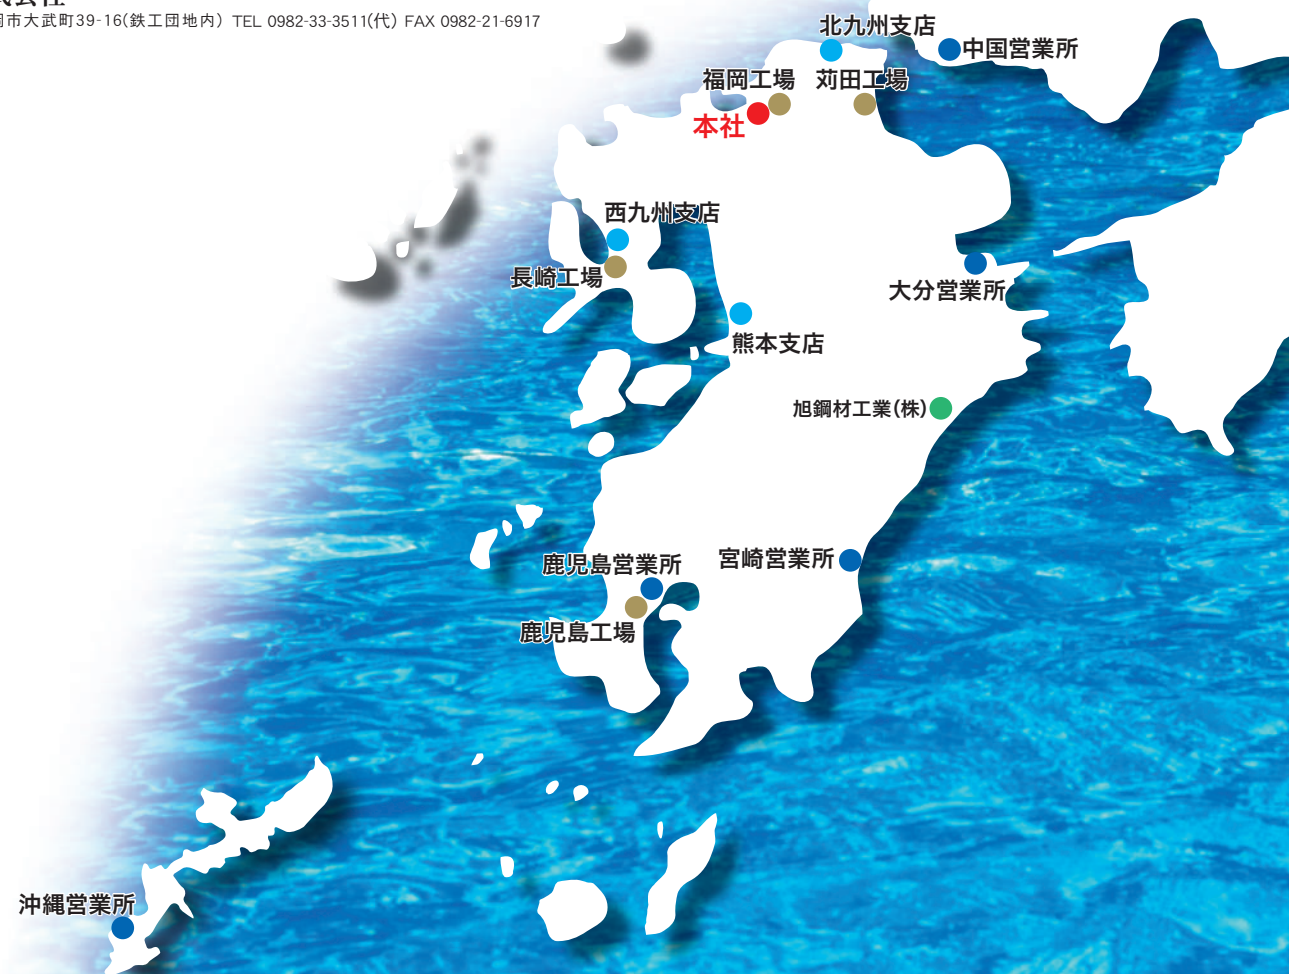 式会社
岡市大武町39-16(鉄工団地内) TEL 0982-33-3511(代) FAX 0982-21-6917
北九州支店
中国営業所
福岡工場 苅田工場
本社
西九州支店
長崎工場
大分営業所
熊本支店
旭鋼材工業(株)
鹿児島営業所
宮崎営業所
鹿児島工場
沖縄営業所